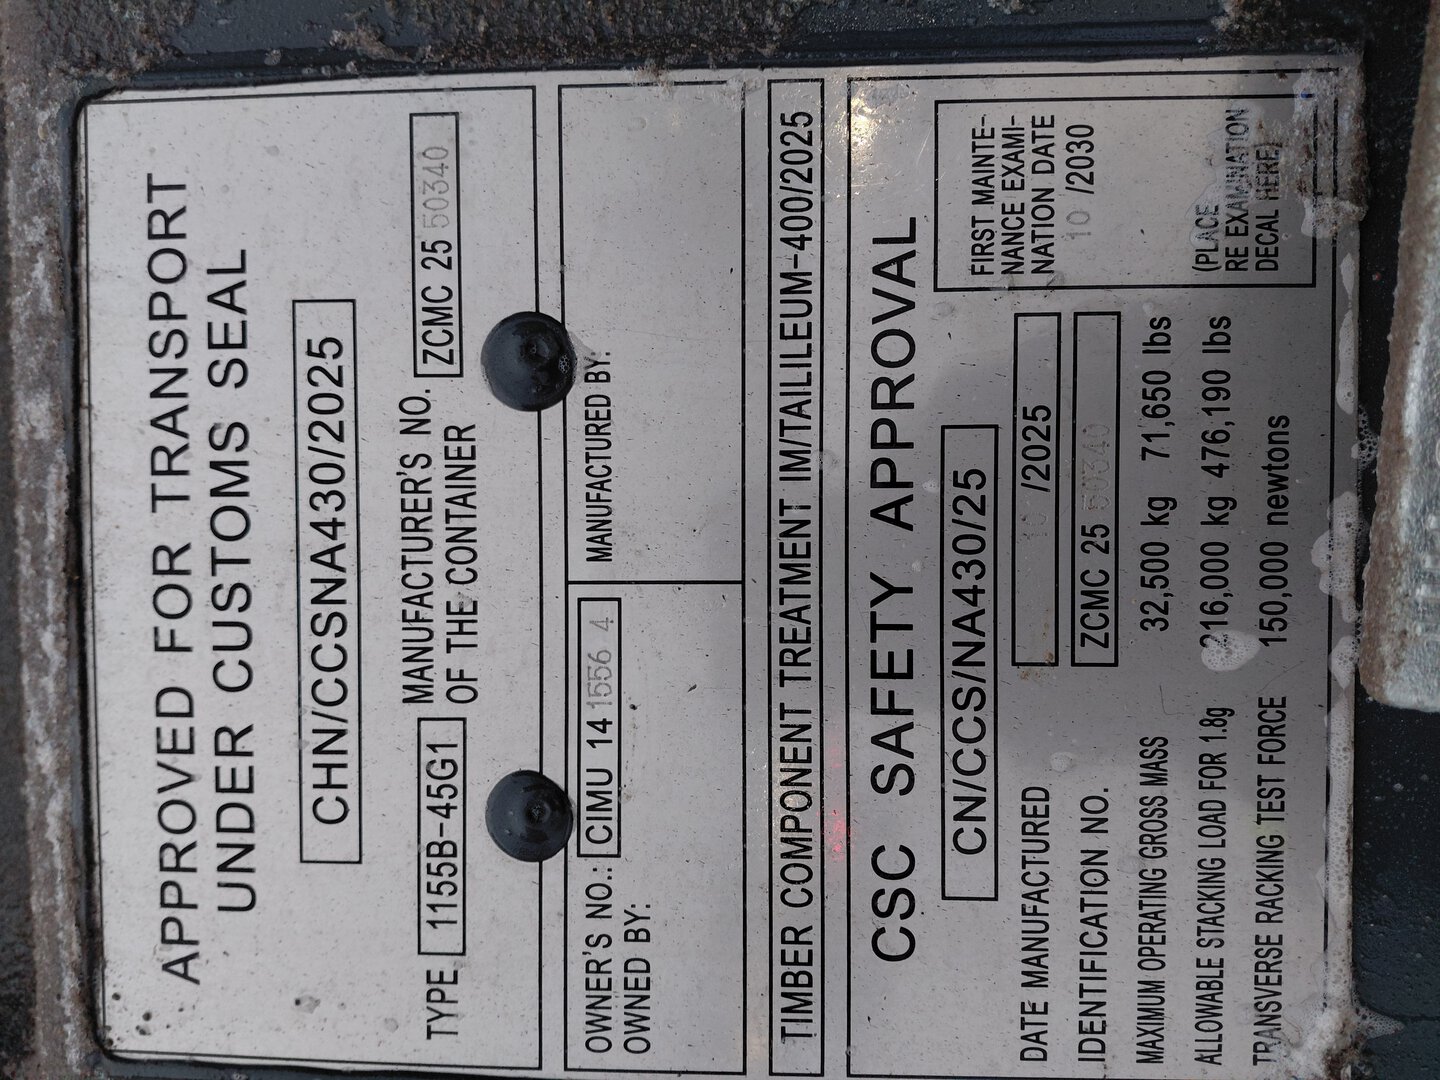 APPROVED FOR TRANSPORT
UNDER CUSTOMS SEAL
CHN/CCSNA430/2025
TYPE 1155B-45G1 MANUFACTURER'S NO.
OF THE CONTAINER ZCMC 25 50340
OWNER'S NO.: CIMU 14 1556 4
OWNED BY:
MANUFACTURED BY:
TIMBER COMPONENT TREATMENT IM/TAILILEUM-400/2025
CSC SAFETY APPROVAL
CN/CCS/NA430/25
DATE MANUFACTURED 10 /2025
IDENTIFICATION NO. ZCMC 25 50340
MAXIMUM OPERATING GROSS MASS 32,500 kg 71,650 lbs
ALLOWABLE STACKING LOAD FOR 1.8g 216,000 kg 476,190 lbs
TRANSVERSE RACKING TEST FORCE 150,000 newtons
FIRST MAINTE-
NANCE EXAMI-
NATION DATE
10 /2030
(PLACE
RE EXAMINATION
DECAL HERE)